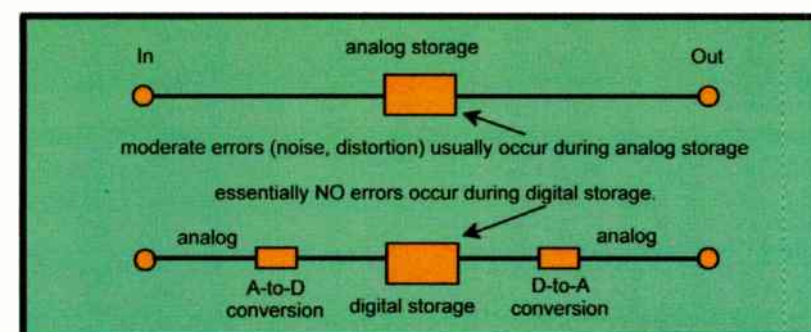 In
analog storage
Out
moderate errors (noise, distortion) usually occur during analog storage
essentially NO errors occur during digital storage.
analog
analog
A-to-D
conversion
digital storage
D-to-A
conversion